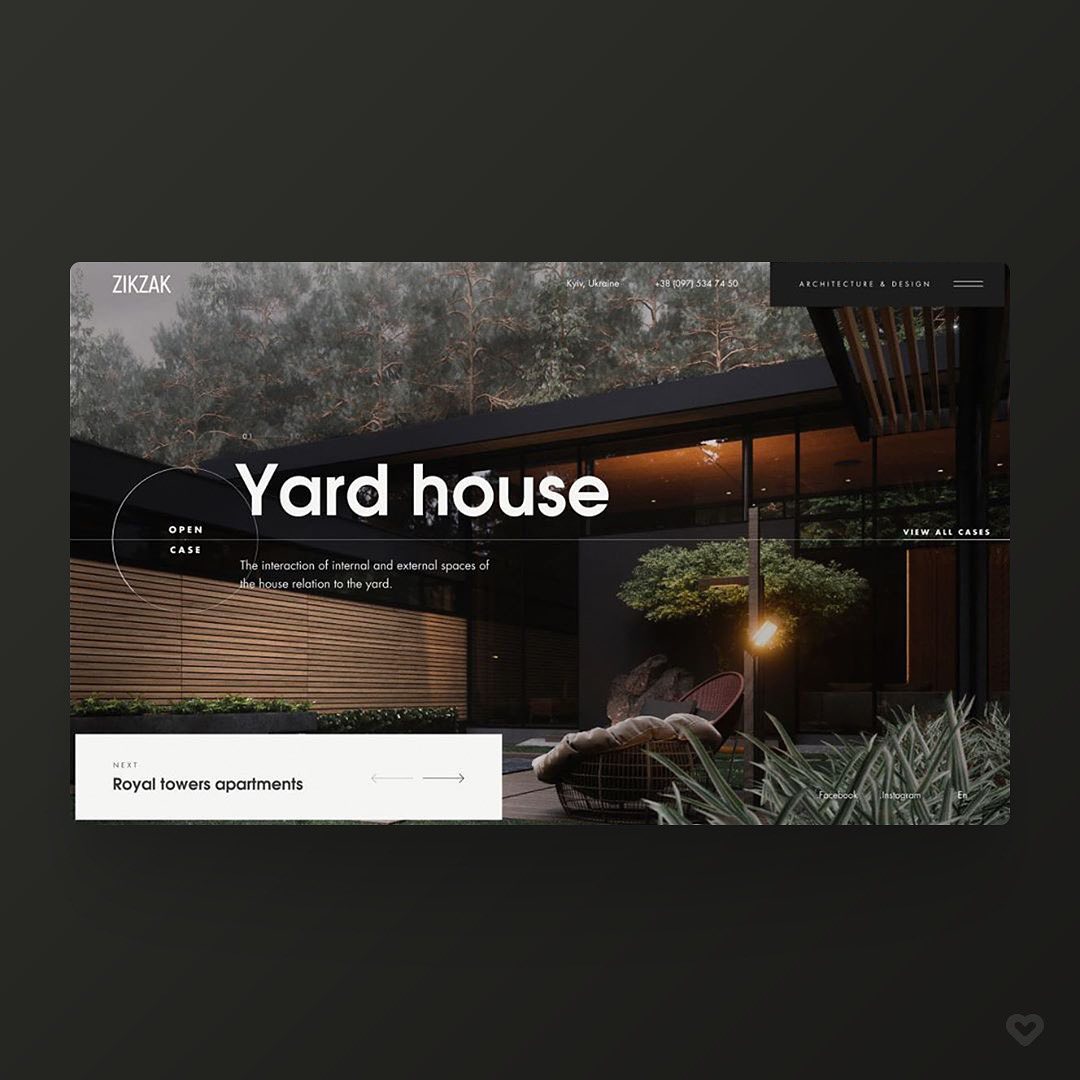 ZIKZAK
Kyiv, Ukraine
+38 (097) 534 74 50
ARCHITECTURE & DESIGN
01
Yard house
OPEN
CASE
VIEW ALL CASES
The interaction of internal and external spaces of
the house relation to the yard.
NEXT
Royal towers apartments
Facebook
Instagram
En